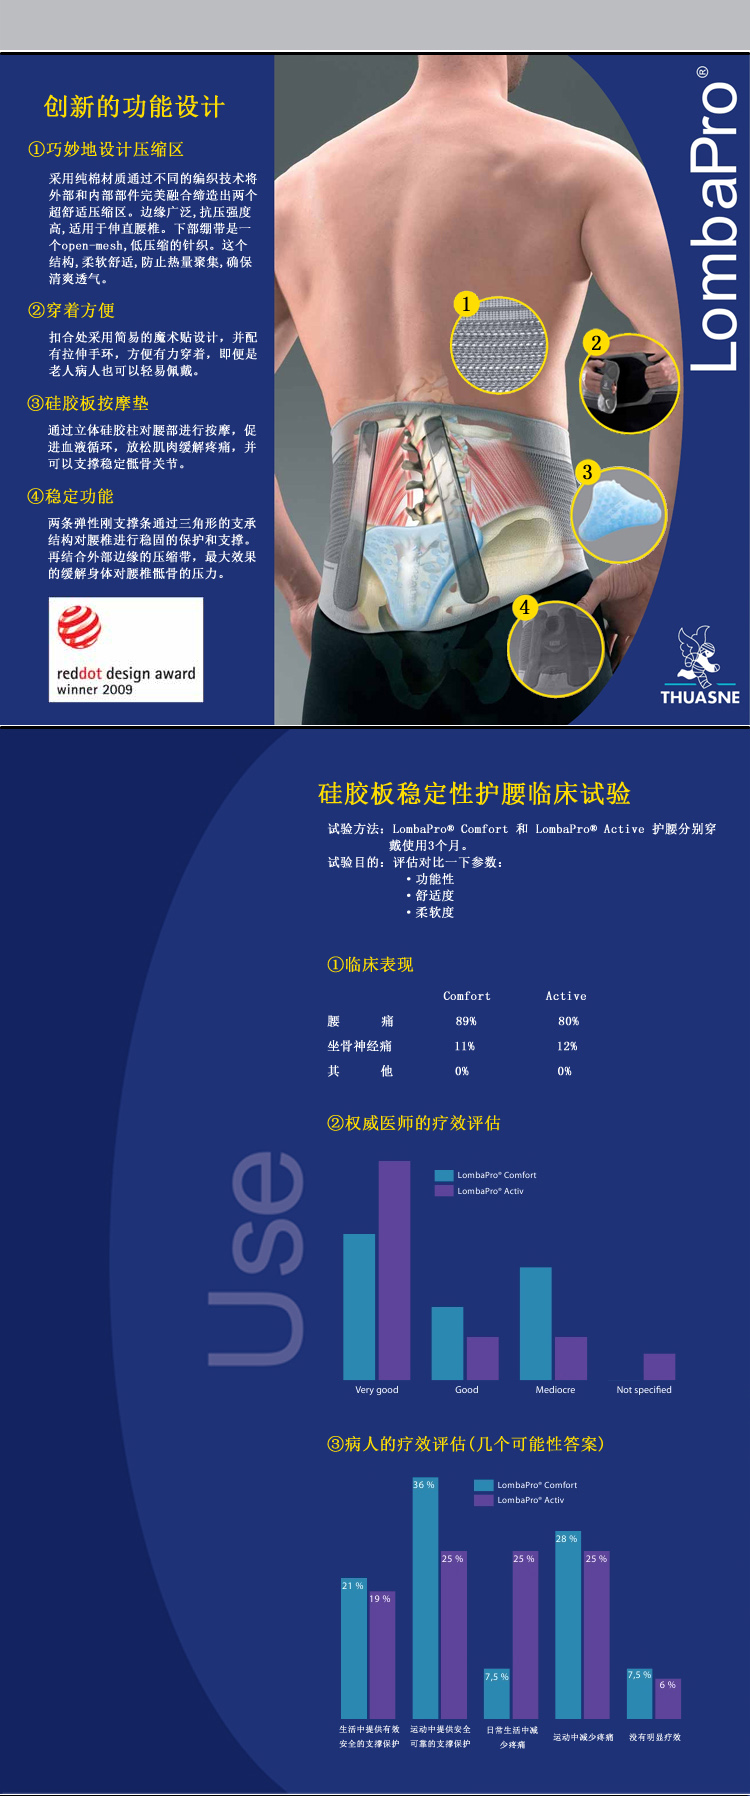 创新的功能设计
①巧妙地设计压缩区
采用纯棉材质通过不同的编织技术将
外部和内部部件完美融合缔造出两个
超舒适压缩区。边缘广泛,抗压强度
高,适用于伸直腰椎。下部绷带是一
个open-mesh,低压缩的针织。这个
结构,柔软舒适,防止热量聚集,确保
清爽透气。
②穿着方便
扣合处采用简易的魔术贴设计，并配
有拉伸手环，方便有力穿着，即便是
老人病人也可以轻易佩戴。
③硅胶板按摩垫
通过立体硅胶柱对腰部进行按摩，促
进血液循环，放松肌肉缓解疼痛，并
可以支撑稳定骶骨关节。
④稳定功能
两条弹性刚支撑条通过三角形的支承
结构对腰椎进行稳固的保护和支撑。
再结合外部边缘的压缩带，最大效果
的缓解身体对腰椎骶骨的压力。
reddot design award
winner 2009
LombaPro®
1
2
3
4
THUASNE
硅胶板稳定性护腰临床试验
试验方法：LombaPro® Comfort 和 LombaPro® Active 护腰分别穿
戴使用3个月。
试验目的：评估对比一下参数：
·功能性
·舒适度
·柔软度
①临床表现
Comfort Active
腰 痛 89% 80%
坐骨神经痛 11% 12%
其 他 0% 0%
②权威医师的疗效评估
LombaPro® Comfort
LombaPro® Activ
Very good Good Mediocre Not specified
Use
③病人的疗效评估(几个可能性答案)
LombaPro® Comfort
LombaPro® Activ
21 % 19 % 36 % 25 % 7,5 % 25 % 28 % 25 % 7,5 % 6 %
生活中提供有效
安全的支撑保护
运动中提供安全
可靠的支撑保护
日常生活中减
少疼痛
运动中减少疼痛
没有明显疗效